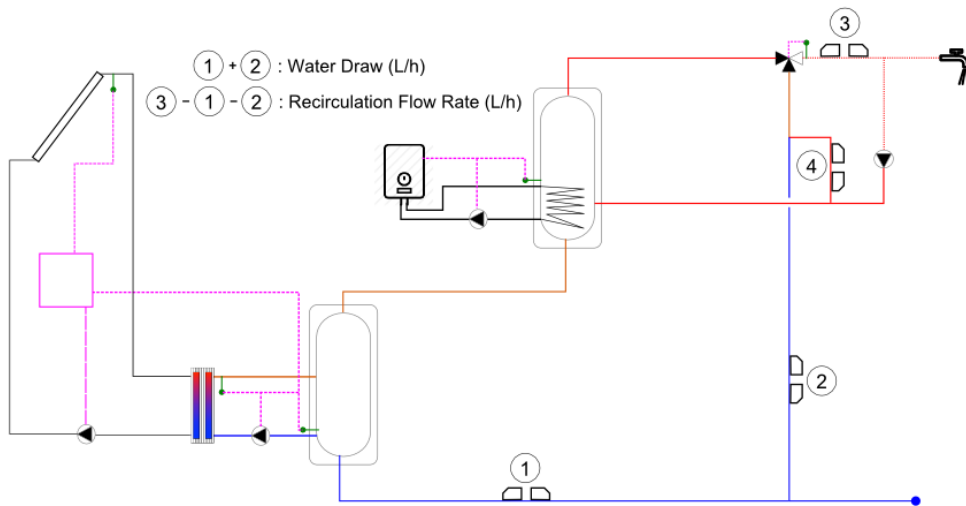 3
1 + 2 : Water Draw (L/h)
3 - 1 - 2 : Recirculation Flow Rate (L/h)
4
2
1